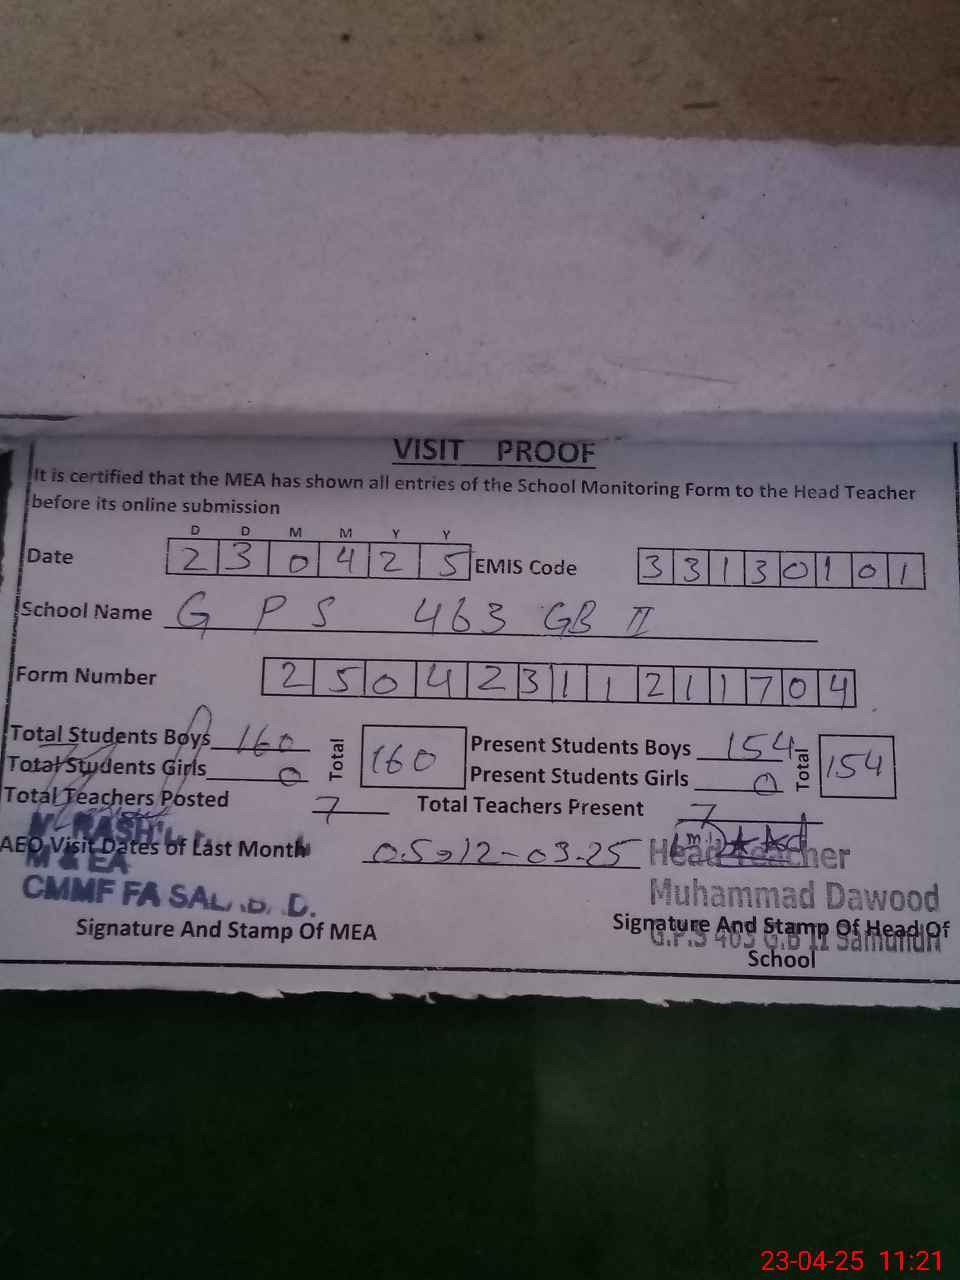 VISIT PROOF
It is certified that the MEA has shown all entries of the School Monitoring Form to the Head Teacher
before its online submission
D D M M Y Y
Date 2 3 0 4 2 5 EMIS Code 3 3 1 3 0 1 0 1
School Name G P S 463 GB II
Form Number 2 5 0 4 2 3 1 1 2 1 1 7 0 4
Total Students Boys 160 Total 160 Present Students Boys 154 Total 154
Total Students Girls 0 Present Students Girls 0
Total Teachers Posted 7 Total Teachers Present 7
AEO Visit Dates of Last Month 05,12-03-25 Head Teacher
M & EA
CMMF FA SAL
Muhammad Dawood
Signature And Stamp Of MEA
Signature And Stamp Of Head Of
School
G.P.S 463 G.B II Samundri
23-04-25 11:21